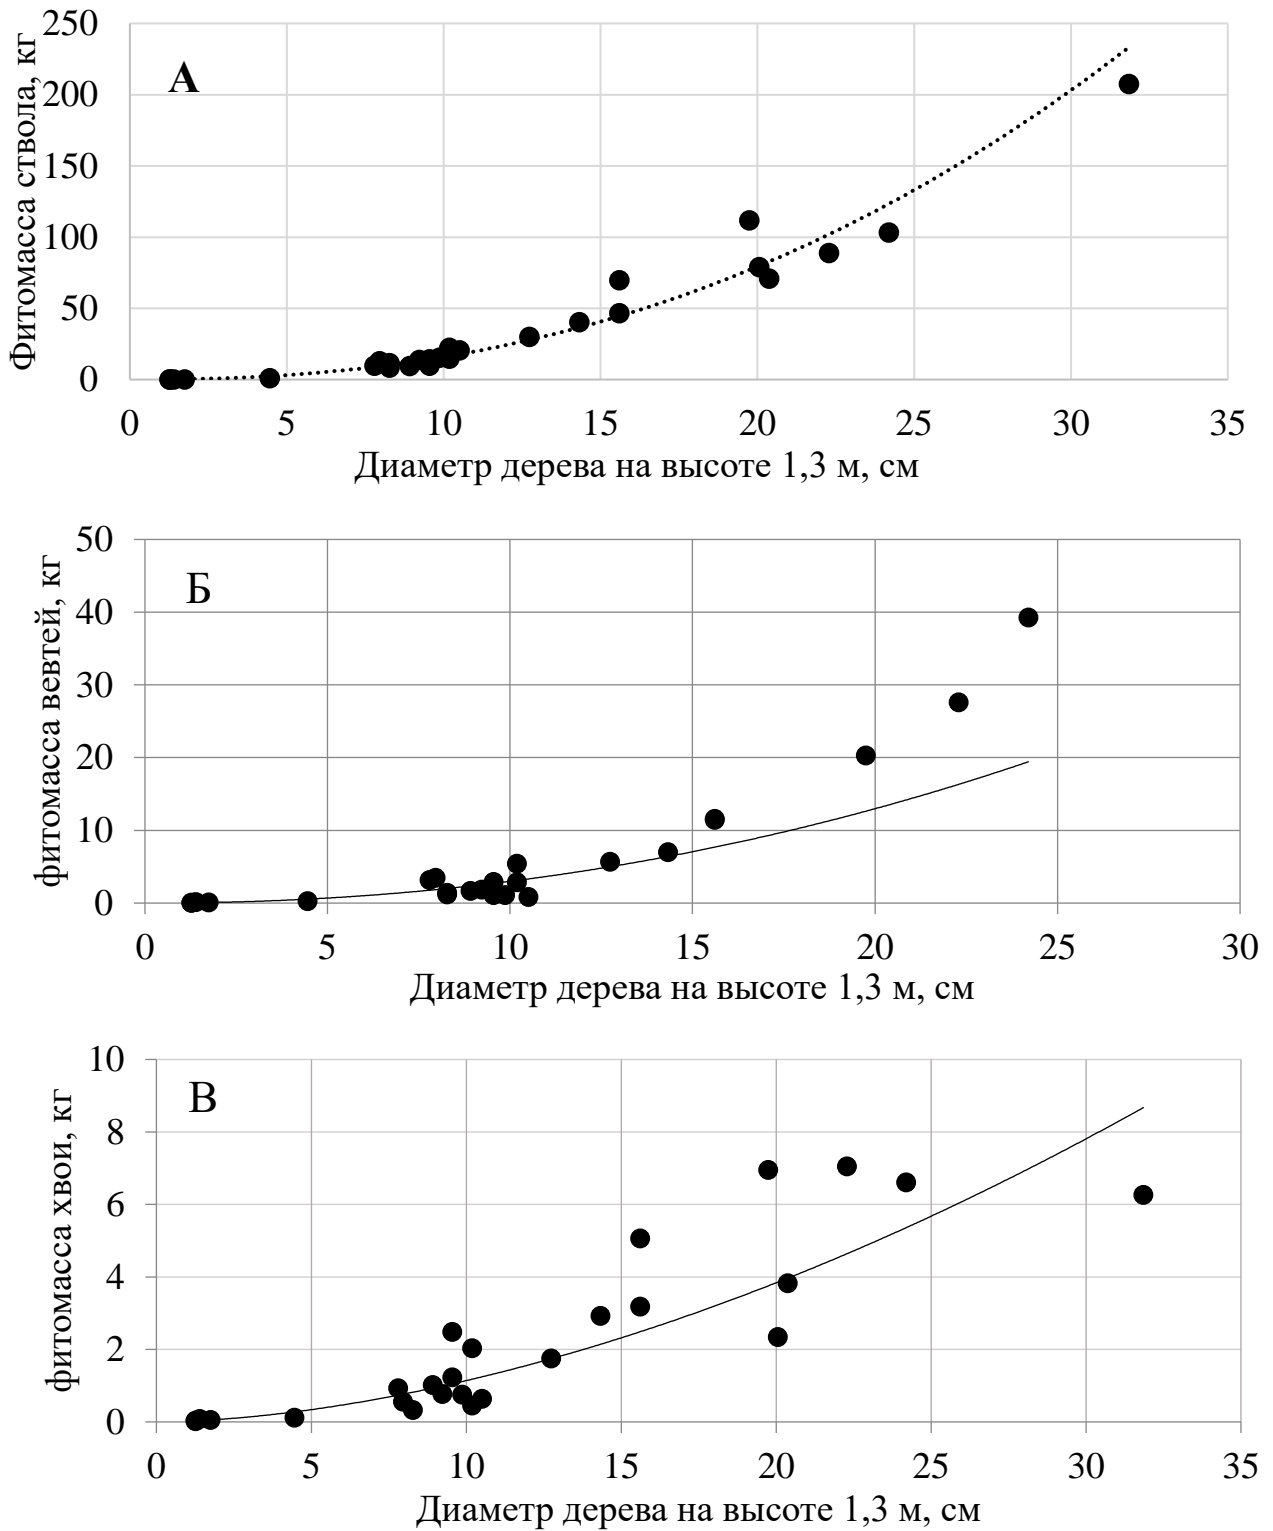 Фитомасса ствола, кг
А
250
200
150
100
50
0
0 5 10 15 20 25 30 35
Диаметр дерева на высоте 1,3 м, см
фитомасса вевтей, кг
Б
50
40
30
20
10
0
0 5 10 15 20 25 30
Диаметр дерева на высоте 1,3 м, см
фитомасса хвои, кг
В
10
8
6
4
2
0
0 5 10 15 20 25 30 35
Диаметр дерева на высоте 1,3 м, см